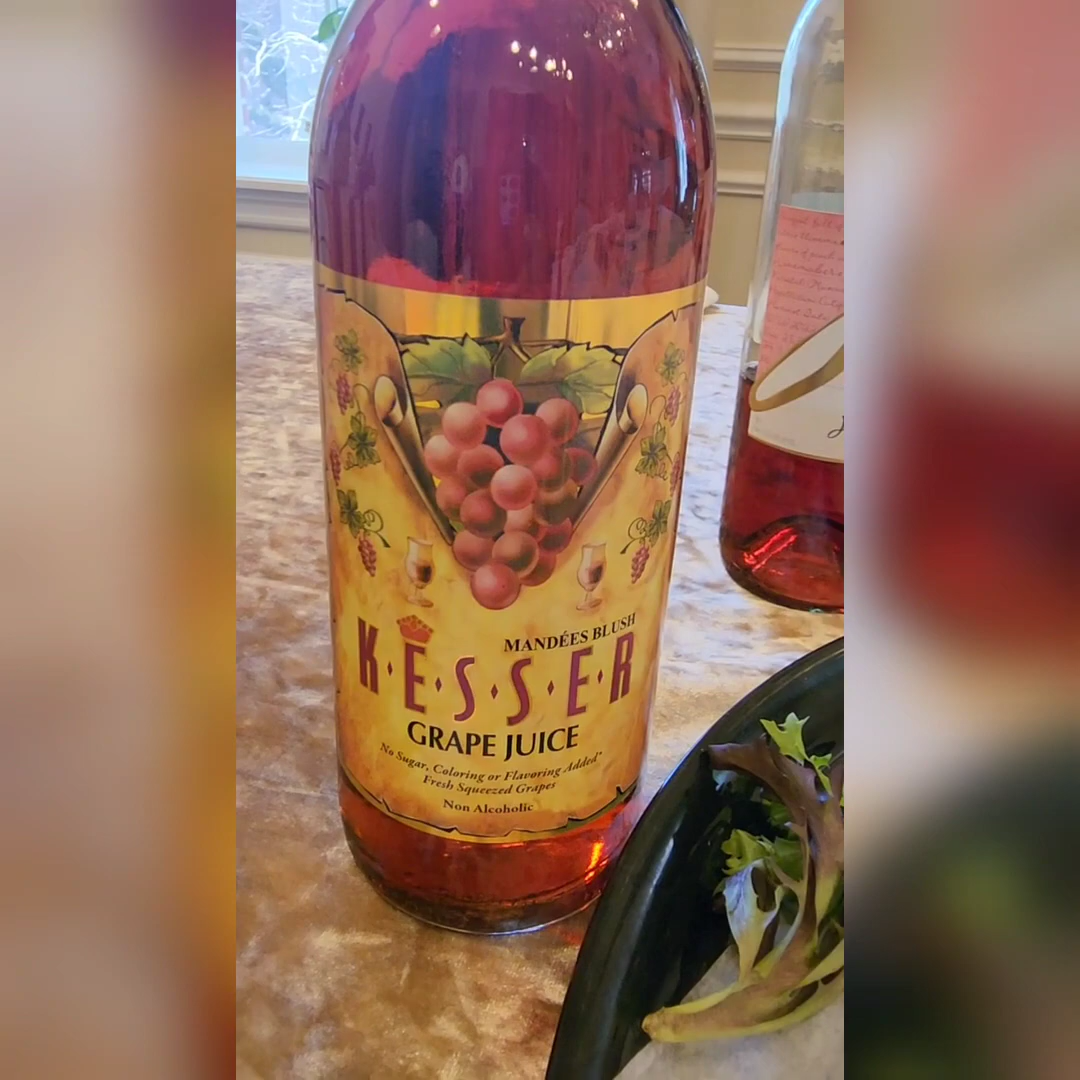 MANDÉES BLUSH
K·E·S·S·E·R
GRAPE JUICE
No Sugar, Coloring or Flavoring Added*
Fresh Squeezed Grapes
Non Alcoholic